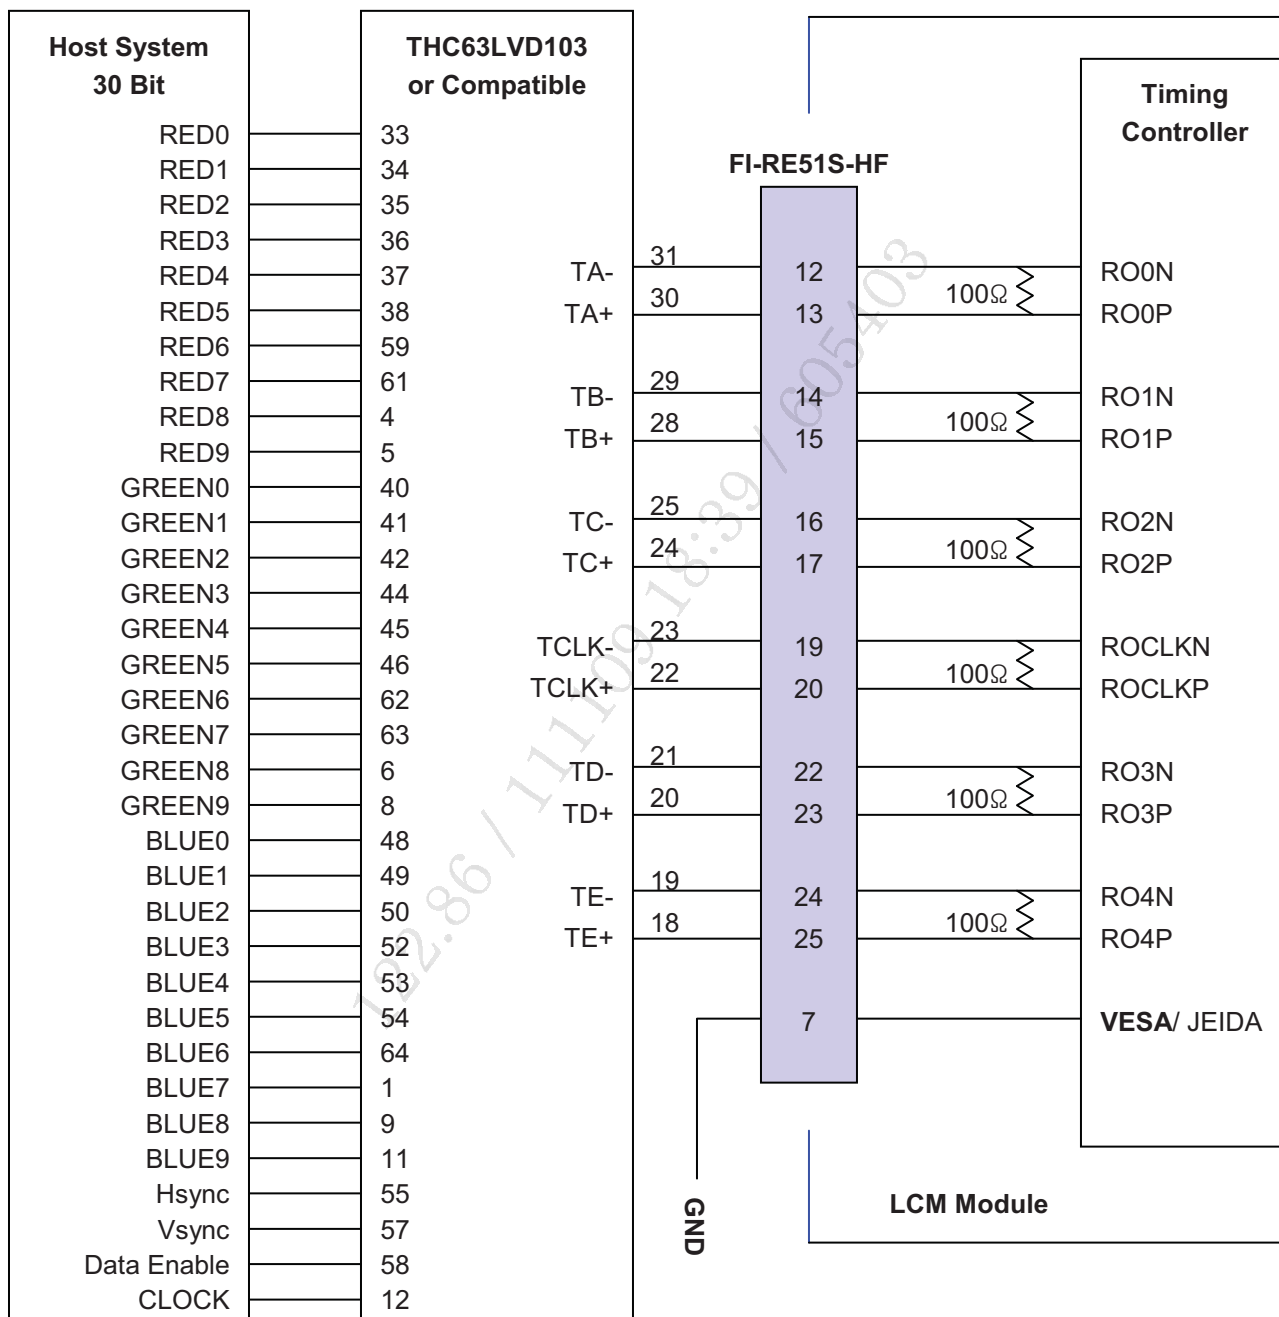 Host System
30 Bit
RED0 33
RED1 34
RED2 35
RED3 36
RED4 37
RED5 38
RED6 59
RED7 61
RED8 4
RED9 5
GREEN0 40
GREEN1 41
GREEN2 42
GREEN3 44
GREEN4 45
GREEN5 46
GREEN6 62
GREEN7 63
GREEN8 6
GREEN9 8
BLUE0 48
BLUE1 49
BLUE2 50
BLUE3 52
BLUE4 53
BLUE5 54
BLUE6 64
BLUE7 1
BLUE8 9
BLUE9 11
Hsync 55
Vsync 57
Data Enable 58
CLOCK 12
THC63LVD103
or Compatible
TA- 31
TA+ 30
TB- 29
TB+ 28
TC- 25
TC+ 24
TCLK- 23
TCLK+ 22
TD- 21
TD+ 20
TE- 19
TE+ 18
FI-RE51S-HF
12
13
14
15
16
17
19
20
22
23
24
25
7
GND
100Ω
100Ω
100Ω
100Ω
100Ω
100Ω
Timing
Controller
RO0N
RO0P
RO1N
RO1P
RO2N
RO2P
ROCLKN
ROCLKP
RO3N
RO3P
RO4N
RO4P
VESA/ JEIDA
LCM Module
122.86 / 111109 18:39 / 605403